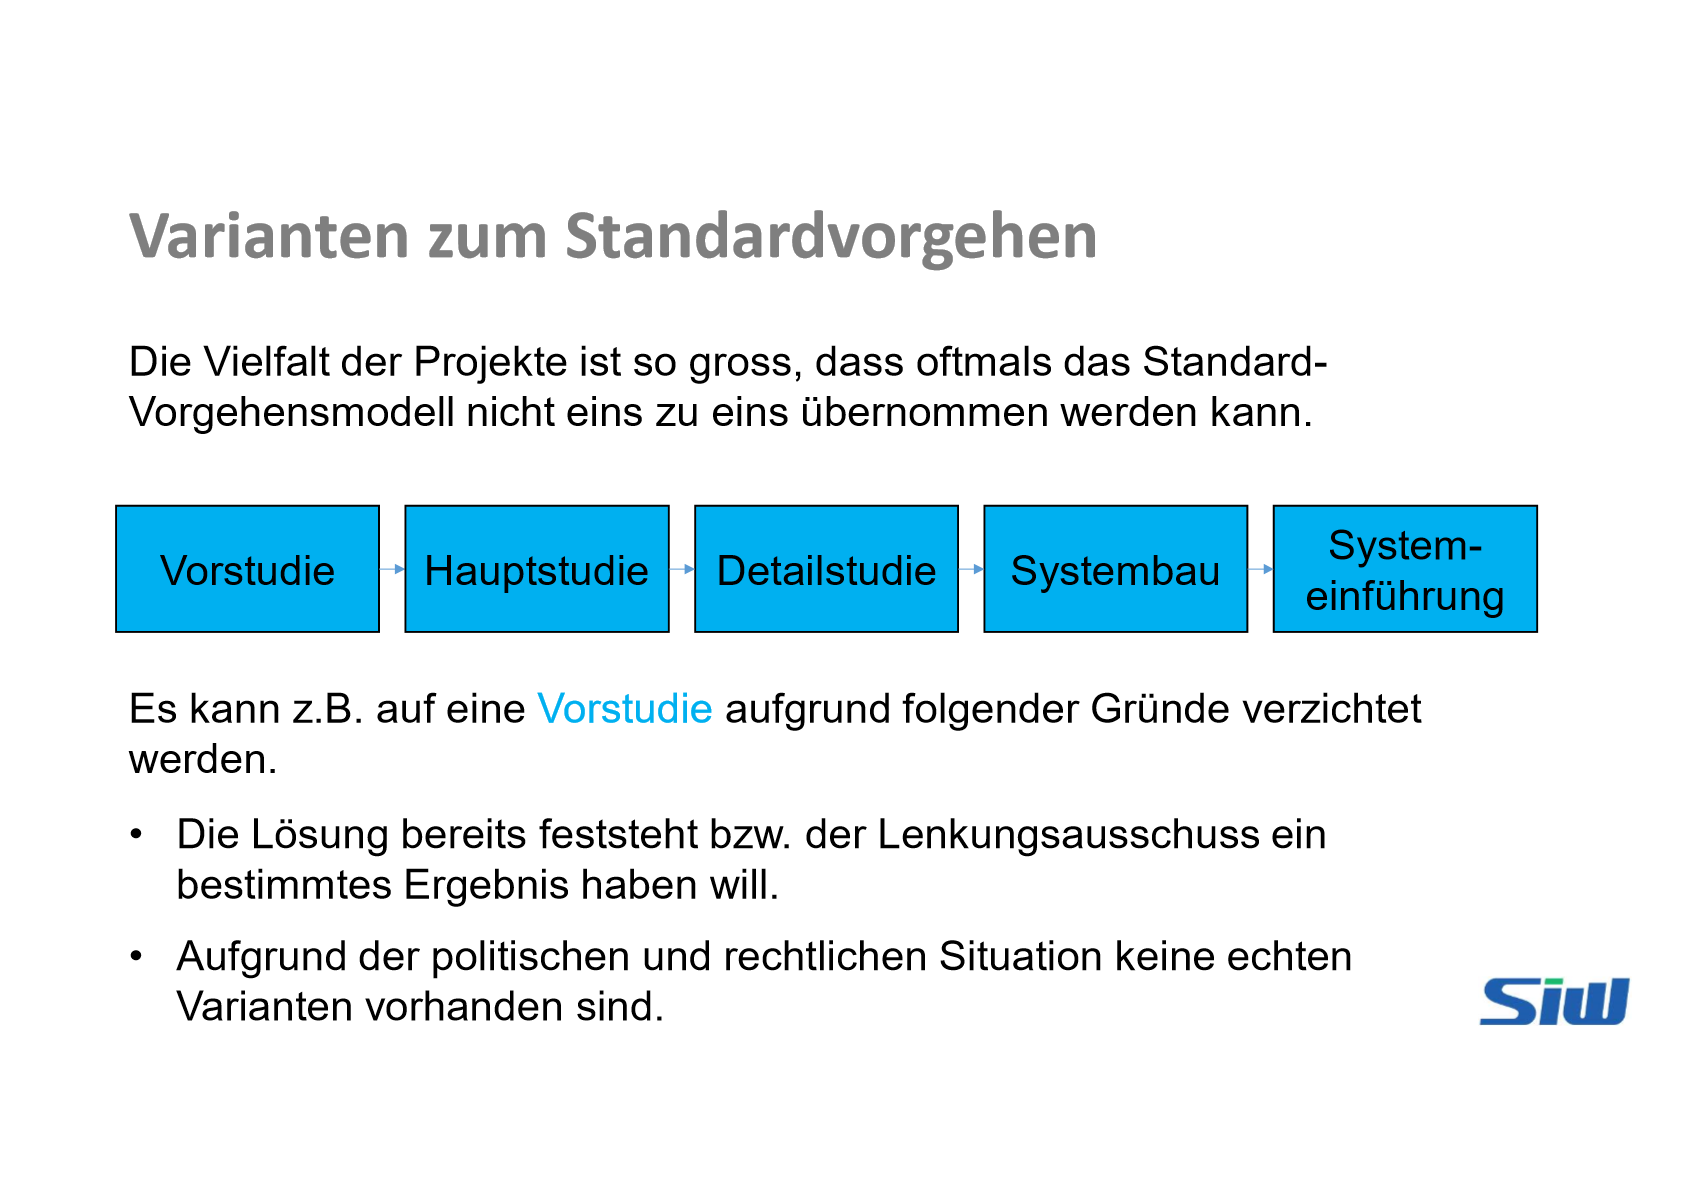 Varianten zum Standardvorgehen
Die Vielfalt der Projekte ist so gross, dass oftmals das Standard-
Vorgehensmodell nicht eins zu eins übernommen werden kann.
Vorstudie
Hauptstudie
Detailstudie
Systembau
System-
einführung
Es kann z.B. auf eine Vorstudie aufgrund folgender Gründe verzichtet
werden.
• Die Lösung bereits feststeht bzw. der Lenkungsausschuss ein
bestimmtes Ergebnis haben will.
• Aufgrund der politischen und rechtlichen Situation keine echten
Varianten vorhanden sind.
Siw